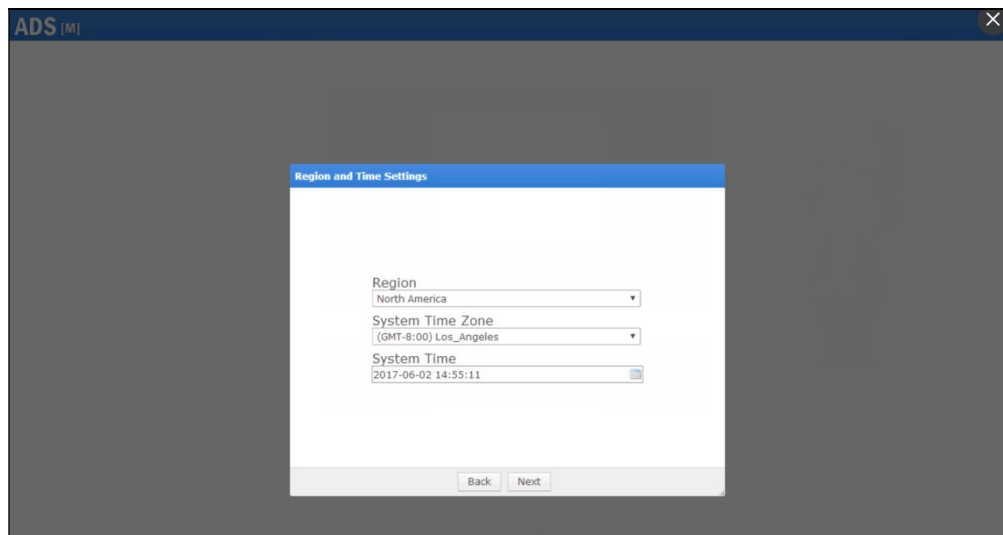 ADS [M]
Region and Time Settings
Region
North America
System Time Zone
(GMT-8:00) Los_Angeles
System Time
2017-06-02 14:55:11
Back Next